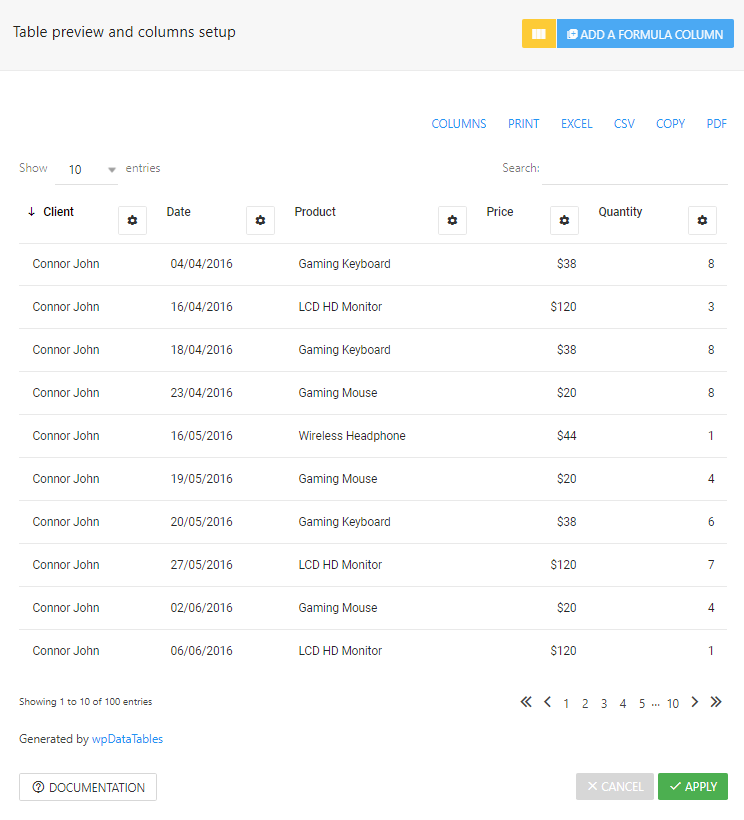 Table preview and columns setup
ADD A FORMULA COLUMN
COLUMNS PRINT EXCEL CSV COPY PDF
Show 10 entries Search:
Client Date Product Price Quantity
Connor John 04/04/2016 Gaming Keyboard $38 8
Connor John 16/04/2016 LCD HD Monitor $120 3
Connor John 18/04/2016 Gaming Keyboard $38 8
Connor John 23/04/2016 Gaming Mouse $20 8
Connor John 16/05/2016 Wireless Headphone $44 1
Connor John 19/05/2016 Gaming Mouse $20 4
Connor John 20/05/2016 Gaming Keyboard $38 6
Connor John 27/05/2016 LCD HD Monitor $120 7
Connor John 02/06/2016 Gaming Mouse $20 4
Connor John 06/06/2016 LCD HD Monitor $120 1
Showing 1 to 10 of 100 entries 1 2 3 4 5 ... 10
Generated by wpDataTables
DOCUMENTATION CANCEL APPLY